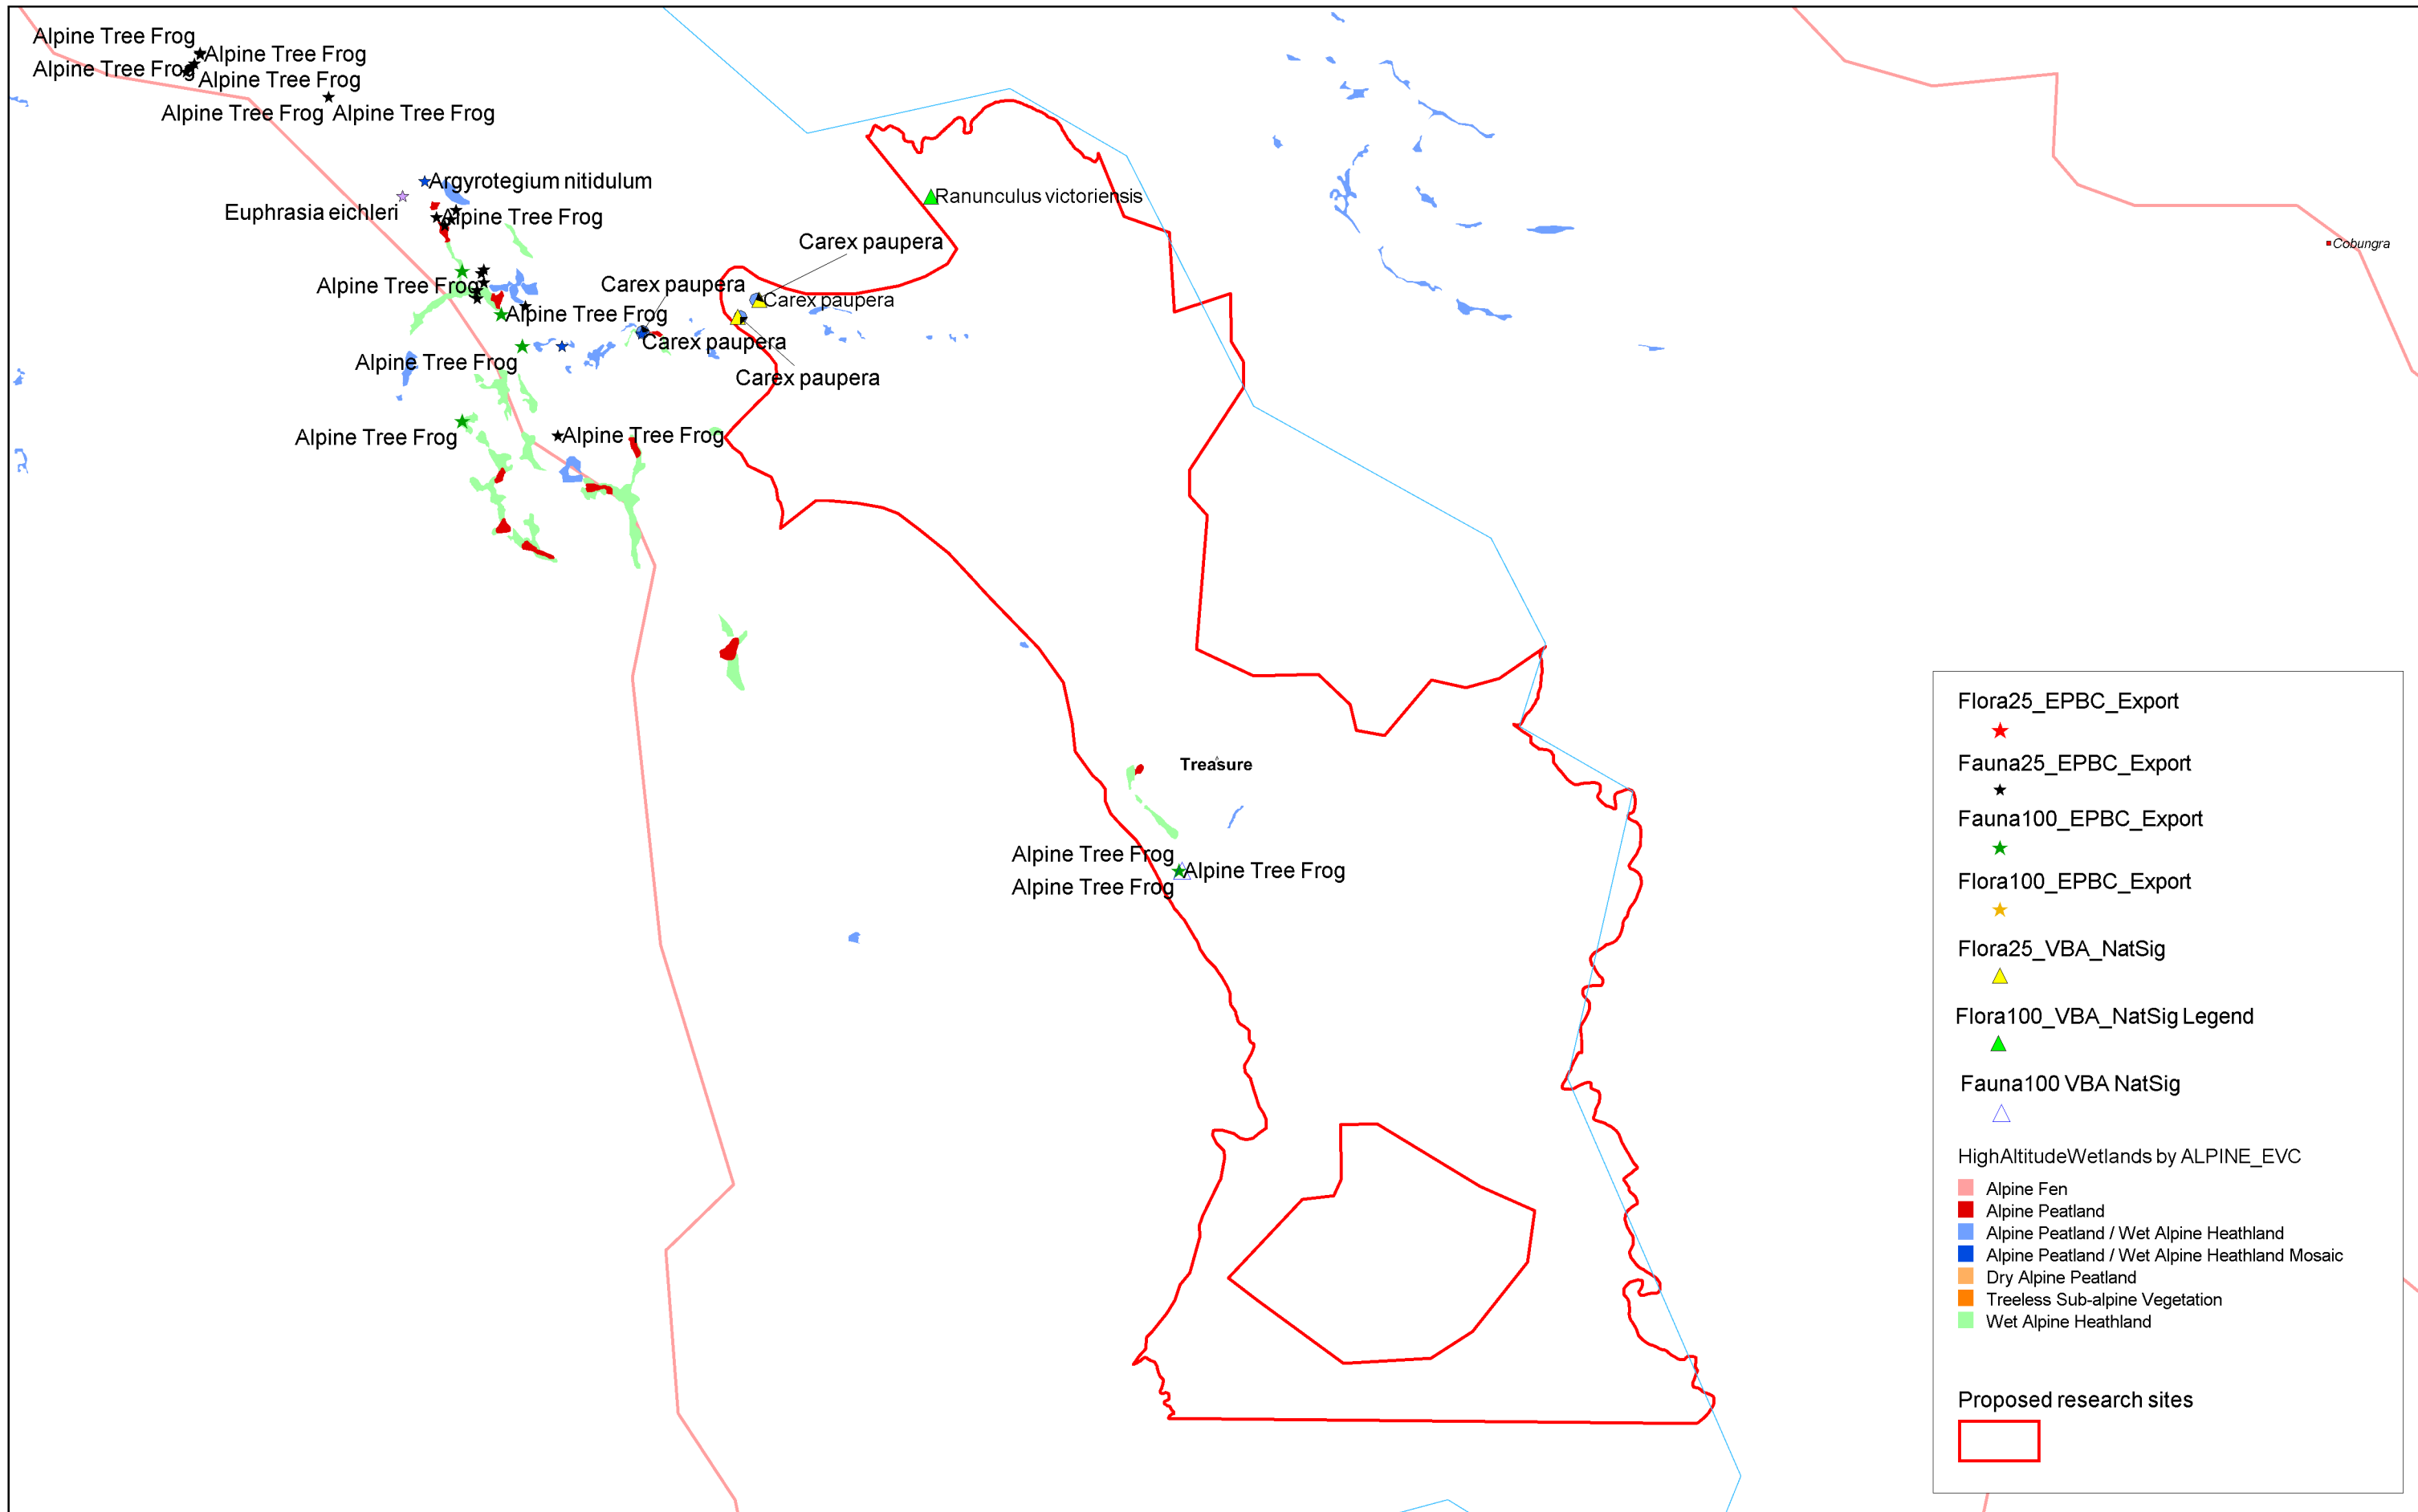 Alpine Tree Frog
Alpine Tree Frog
Alpine Tree Frog
Alpine Tree Frog
Alpine Tree Frog
Alpine Tree Frog
Argyrotegium nitidulum
Euphrasia eichleri
Alpine Tree Frog
Ranunculus victoriensis
Carex paupera
Cobungra
Carex paupera
Alpine Tree Frog
Carex paupera
Alpine Tree Frog
Carex paupera
Alpine Tree Frog
Carex paupera
Alpine Tree Frog
Alpine Tree Frog
Treasure
Alpine Tree Frog
Alpine Tree Frog
Alpine Tree Frog
Flora25_EPBC_Export
Fauna25_EPBC_Export
Fauna100_EPBC_Export
Flora100_EPBC_Export
Flora25_VBA_NatSig
Flora100_VBA_NatSig Legend
Fauna100 VBA NatSig
HighAltitudeWetlands by ALPINE_EVC
Alpine Fen
Alpine Peatland
Alpine Peatland / Wet Alpine Heathland
Alpine Peatland / Wet Alpine Heathland Mosaic
Dry Alpine Peatland
Treeless Sub-alpine Vegetation
Wet Alpine Heathland
Proposed research sites